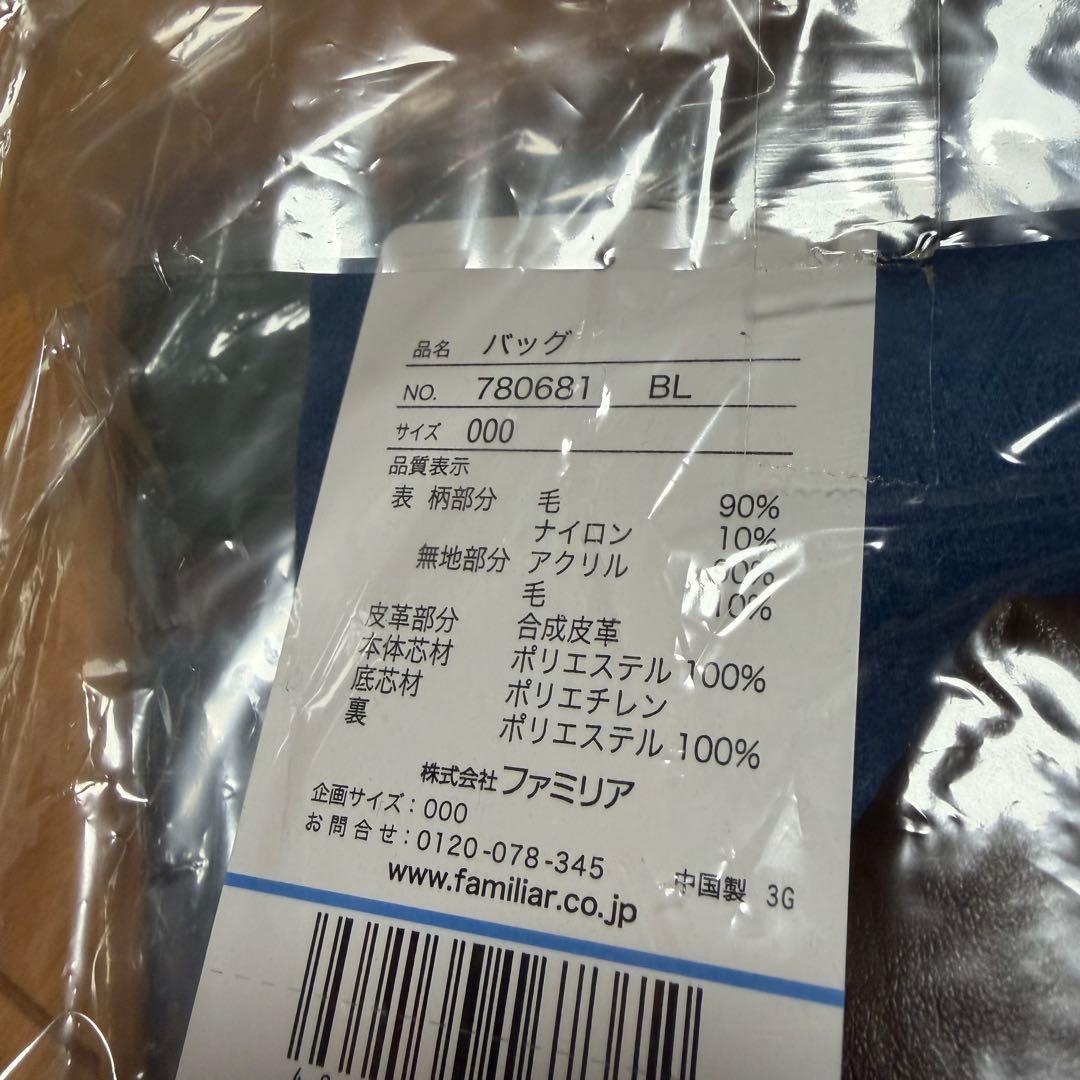 品名 バッグ
NO. 780681 BL
サイズ 000
品質表示
表 柄部分 毛 90%
ナイロン 10%
無地部分 アクリル 90%
毛 10%
皮革部分 合成皮革
本体芯材 ポリエステル 100%
底芯材 ポリエチレン
裏 ポリエステル 100%
株式会社ファミリア
企画サイズ：000
お問合せ：0120-078-345
www.familiar.co.jp 中国製 3G